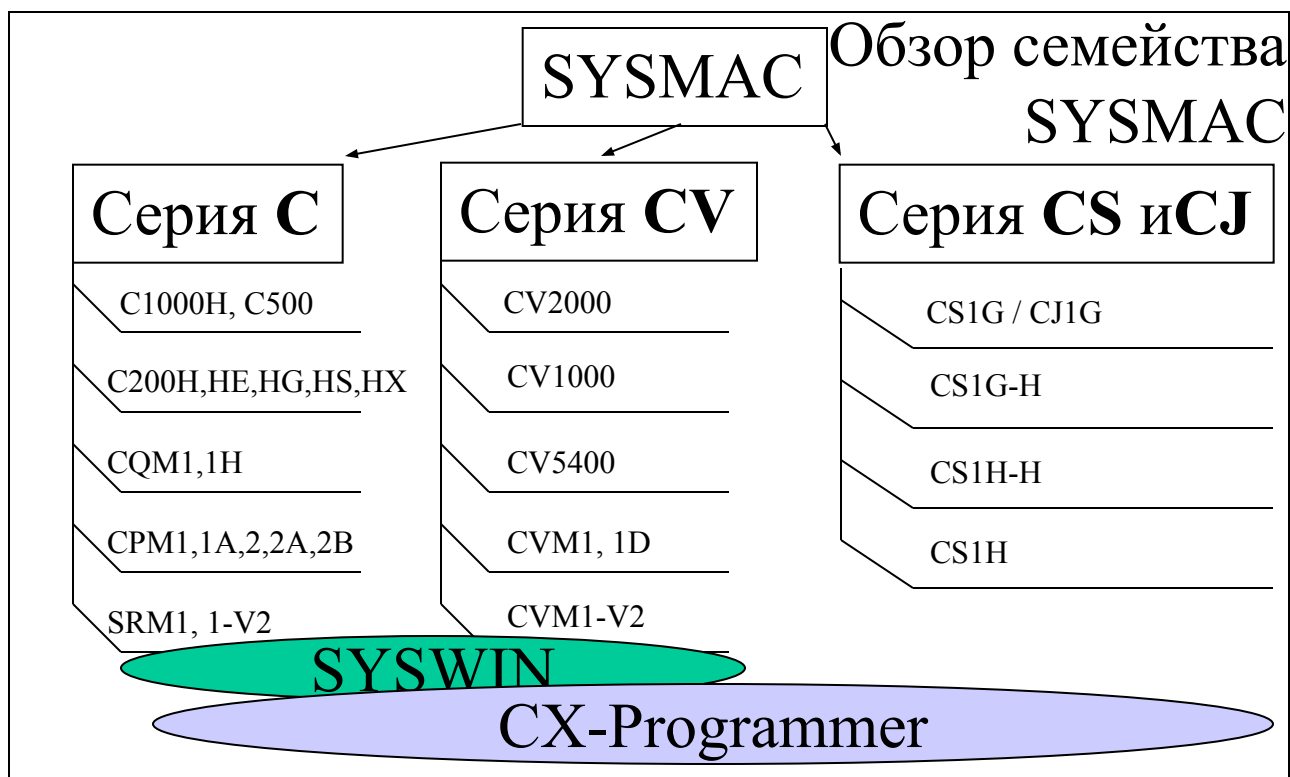 Обзор семейства
SYSMAC
SYSMAC
Серия C
C1000H, C500
C200H,HE,HG,HS,HX
CQM1,1H
CPM1,1A,2,2A,2B
SRM1, 1-V2
Серия CV
CV2000
CV1000
CV5400
CVM1, 1D
CVM1-V2
Серия CS иCJ
CS1G / CJ1G
CS1G-H
CS1H-H
CS1H
SYSWIN
CX-Programmer